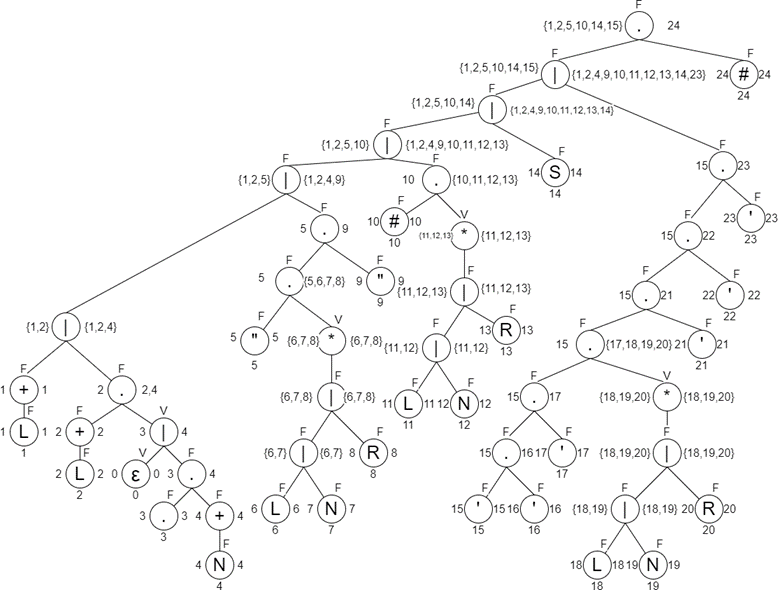 F
{1,2,5,10,14,15} . 24
F F
{1,2,5,10,14,15} | {1,2,4,9,10,11,12,13,14,23} 24 # 24
24
F
{1,2,5,10,14} | {1,2,4,9,10,11,12,13,14}
F
{1,2,5,10} | {1,2,4,9,10,11,12,13}
F F F F
{1,2,5} | {1,2,4,9} 10 . {10,11,12,13} 14 S 14 15 . 23
14
F F V F F
5 . 9 10 # 10 {11,12,13} * {11,12,13} 15 . 22 23 ' 23
10 23
F F F F F
5 . {5,6,7,8} 9 " 9 {11,12,13} | {11,12,13} 15 . 21 22 ' 22
9 22
F F V F F F F
{1,2} | {1,2,4} 5 " 5 {6,7,8} * {6,7,8} {11,12} | {11,12} 13 R 13 15 . {17,18,19,20} 21 ' 21
5 13 21
F F F F F F V
1 + 1 2 . 2,4 {6,7,8} | {6,7,8} 11 L 11 12 N 12 15 . 17 {18,19,20} * {18,19,20}
11 12
F F V F F F F F
1 L 1 2 + 2 3 | 4 {6,7} | {6,7} 8 R 8 15 . 16 17 ' 17 {18,19,20} | {18,19,20}
1 8 17
F V F F F F F F F
2 L 2 0 ε 0 3 . 4 6 L 6 7 N 7 15 ' 15 16 ' 16 {18,19} | {18,19} 20 R 20
2 0 6 7 15 16 20
F F F F
3 . 3 4 + 4 18 L 18 19 N 19
3 18 19
F
4 N 4
4